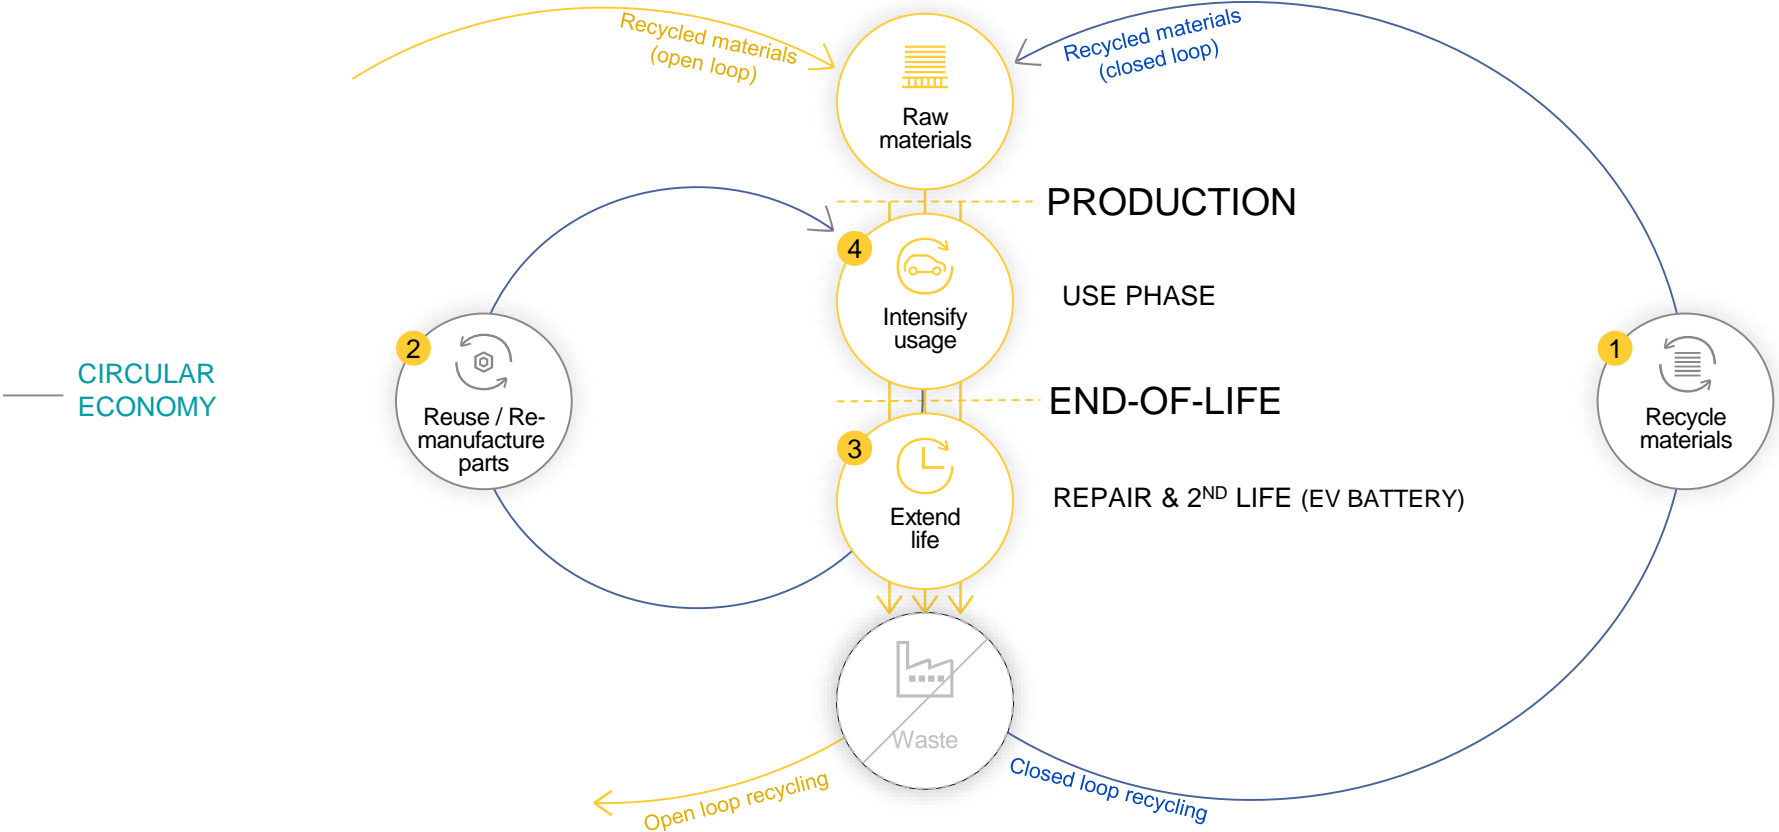 Recycled materials
(open loop)
Recycled materials
(closed loop)
Raw
materials
PRODUCTION
4
Intensify
usage
USE PHASE
2
Reuse / Re-
manufacture
parts
1
Recycle
materials
CIRCULAR
ECONOMY
END-OF-LIFE
3
Extend
life
REPAIR & 2ND LIFE (EV BATTERY)
Waste
Open loop recycling
Closed loop recycling